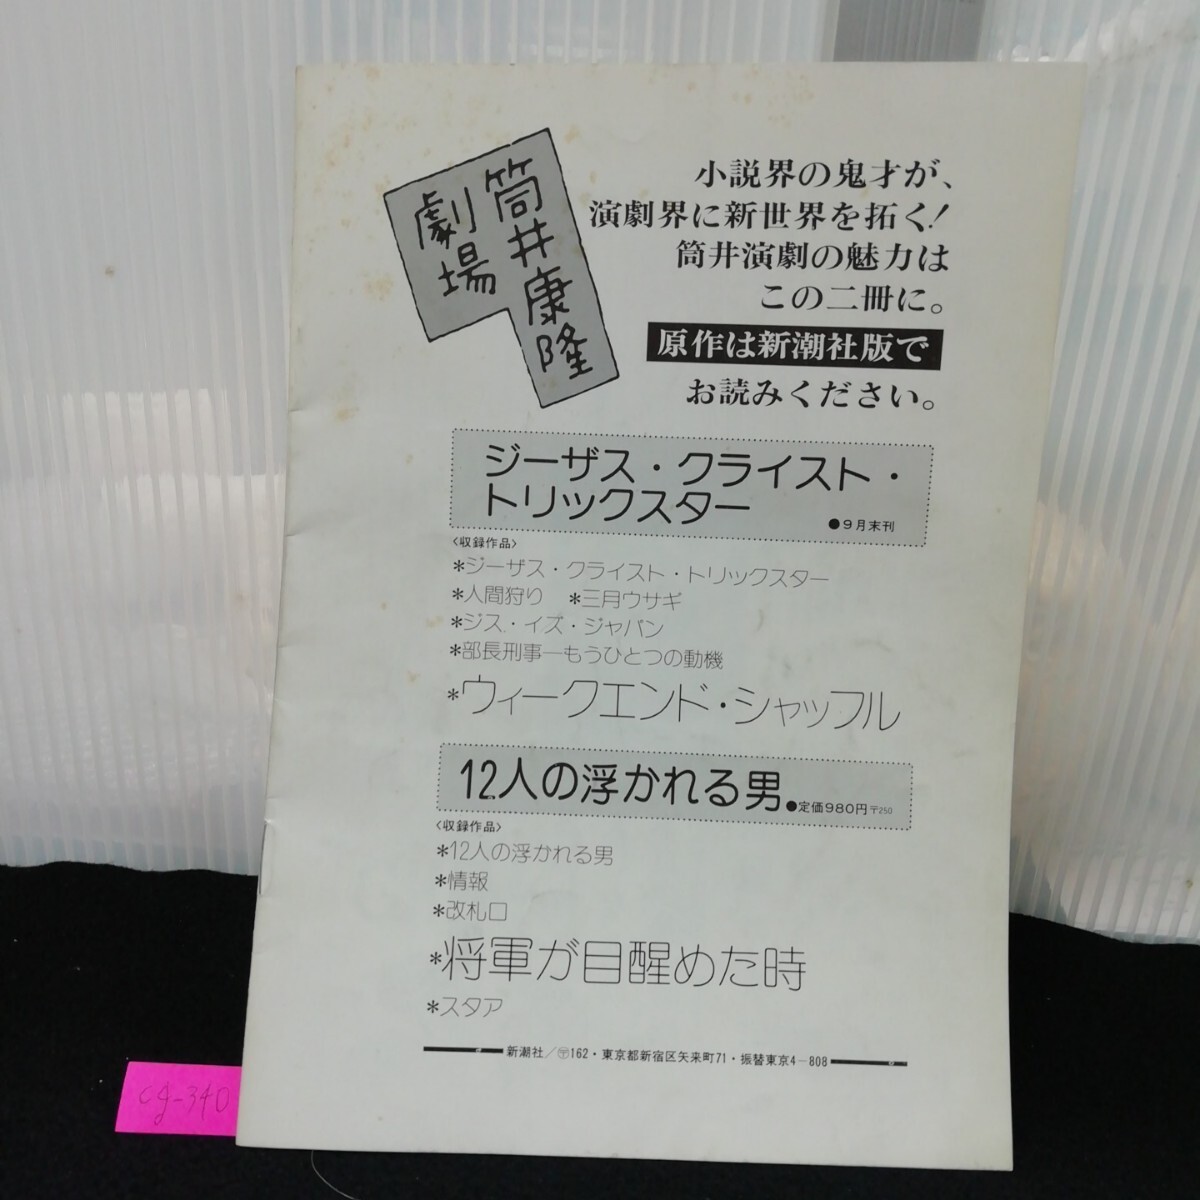 筒井康隆
劇場
小説界の鬼才が、
演劇界に新世界を拓く!
筒井演劇の魅力は
この二冊に。
原作は新潮社版で
お読みください。
ジーザス・クライスト・
トリックスター
●9月末刊
〈収録作品〉
*ジーザス・クライスト・トリックスター
*人間狩り *三月ウサギ
*ジス・イズ・ジャパン
*部長刑事―もうひとつの動機
*ウィークエンド・シャッフル
12人の浮かれる男 ●定価980円〒250
〈収録作品〉
*12人の浮かれる男
*情報
*改札口
*将軍が目醒めた時
*スタア
新潮社/〶162・東京都新宿区矢来町71・振替東京4-808
cg-340